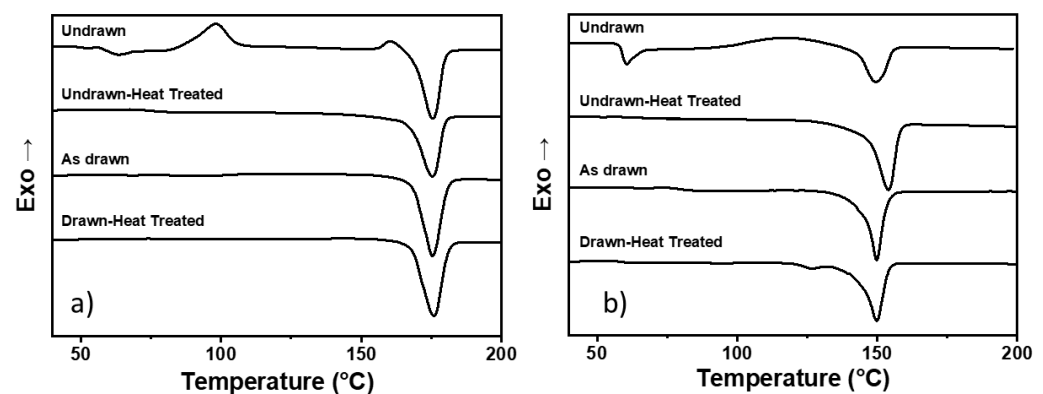 Undrawn
Undrawn-Heat Treated
As drawn
Drawn-Heat Treated
a)
Exo →
50 100 150 200
Temperature (°C)
Undrawn
Undrawn-Heat Treated
As drawn
Drawn-Heat Treated
b)
Exo →
50 100 150 200
Temperature (°C)